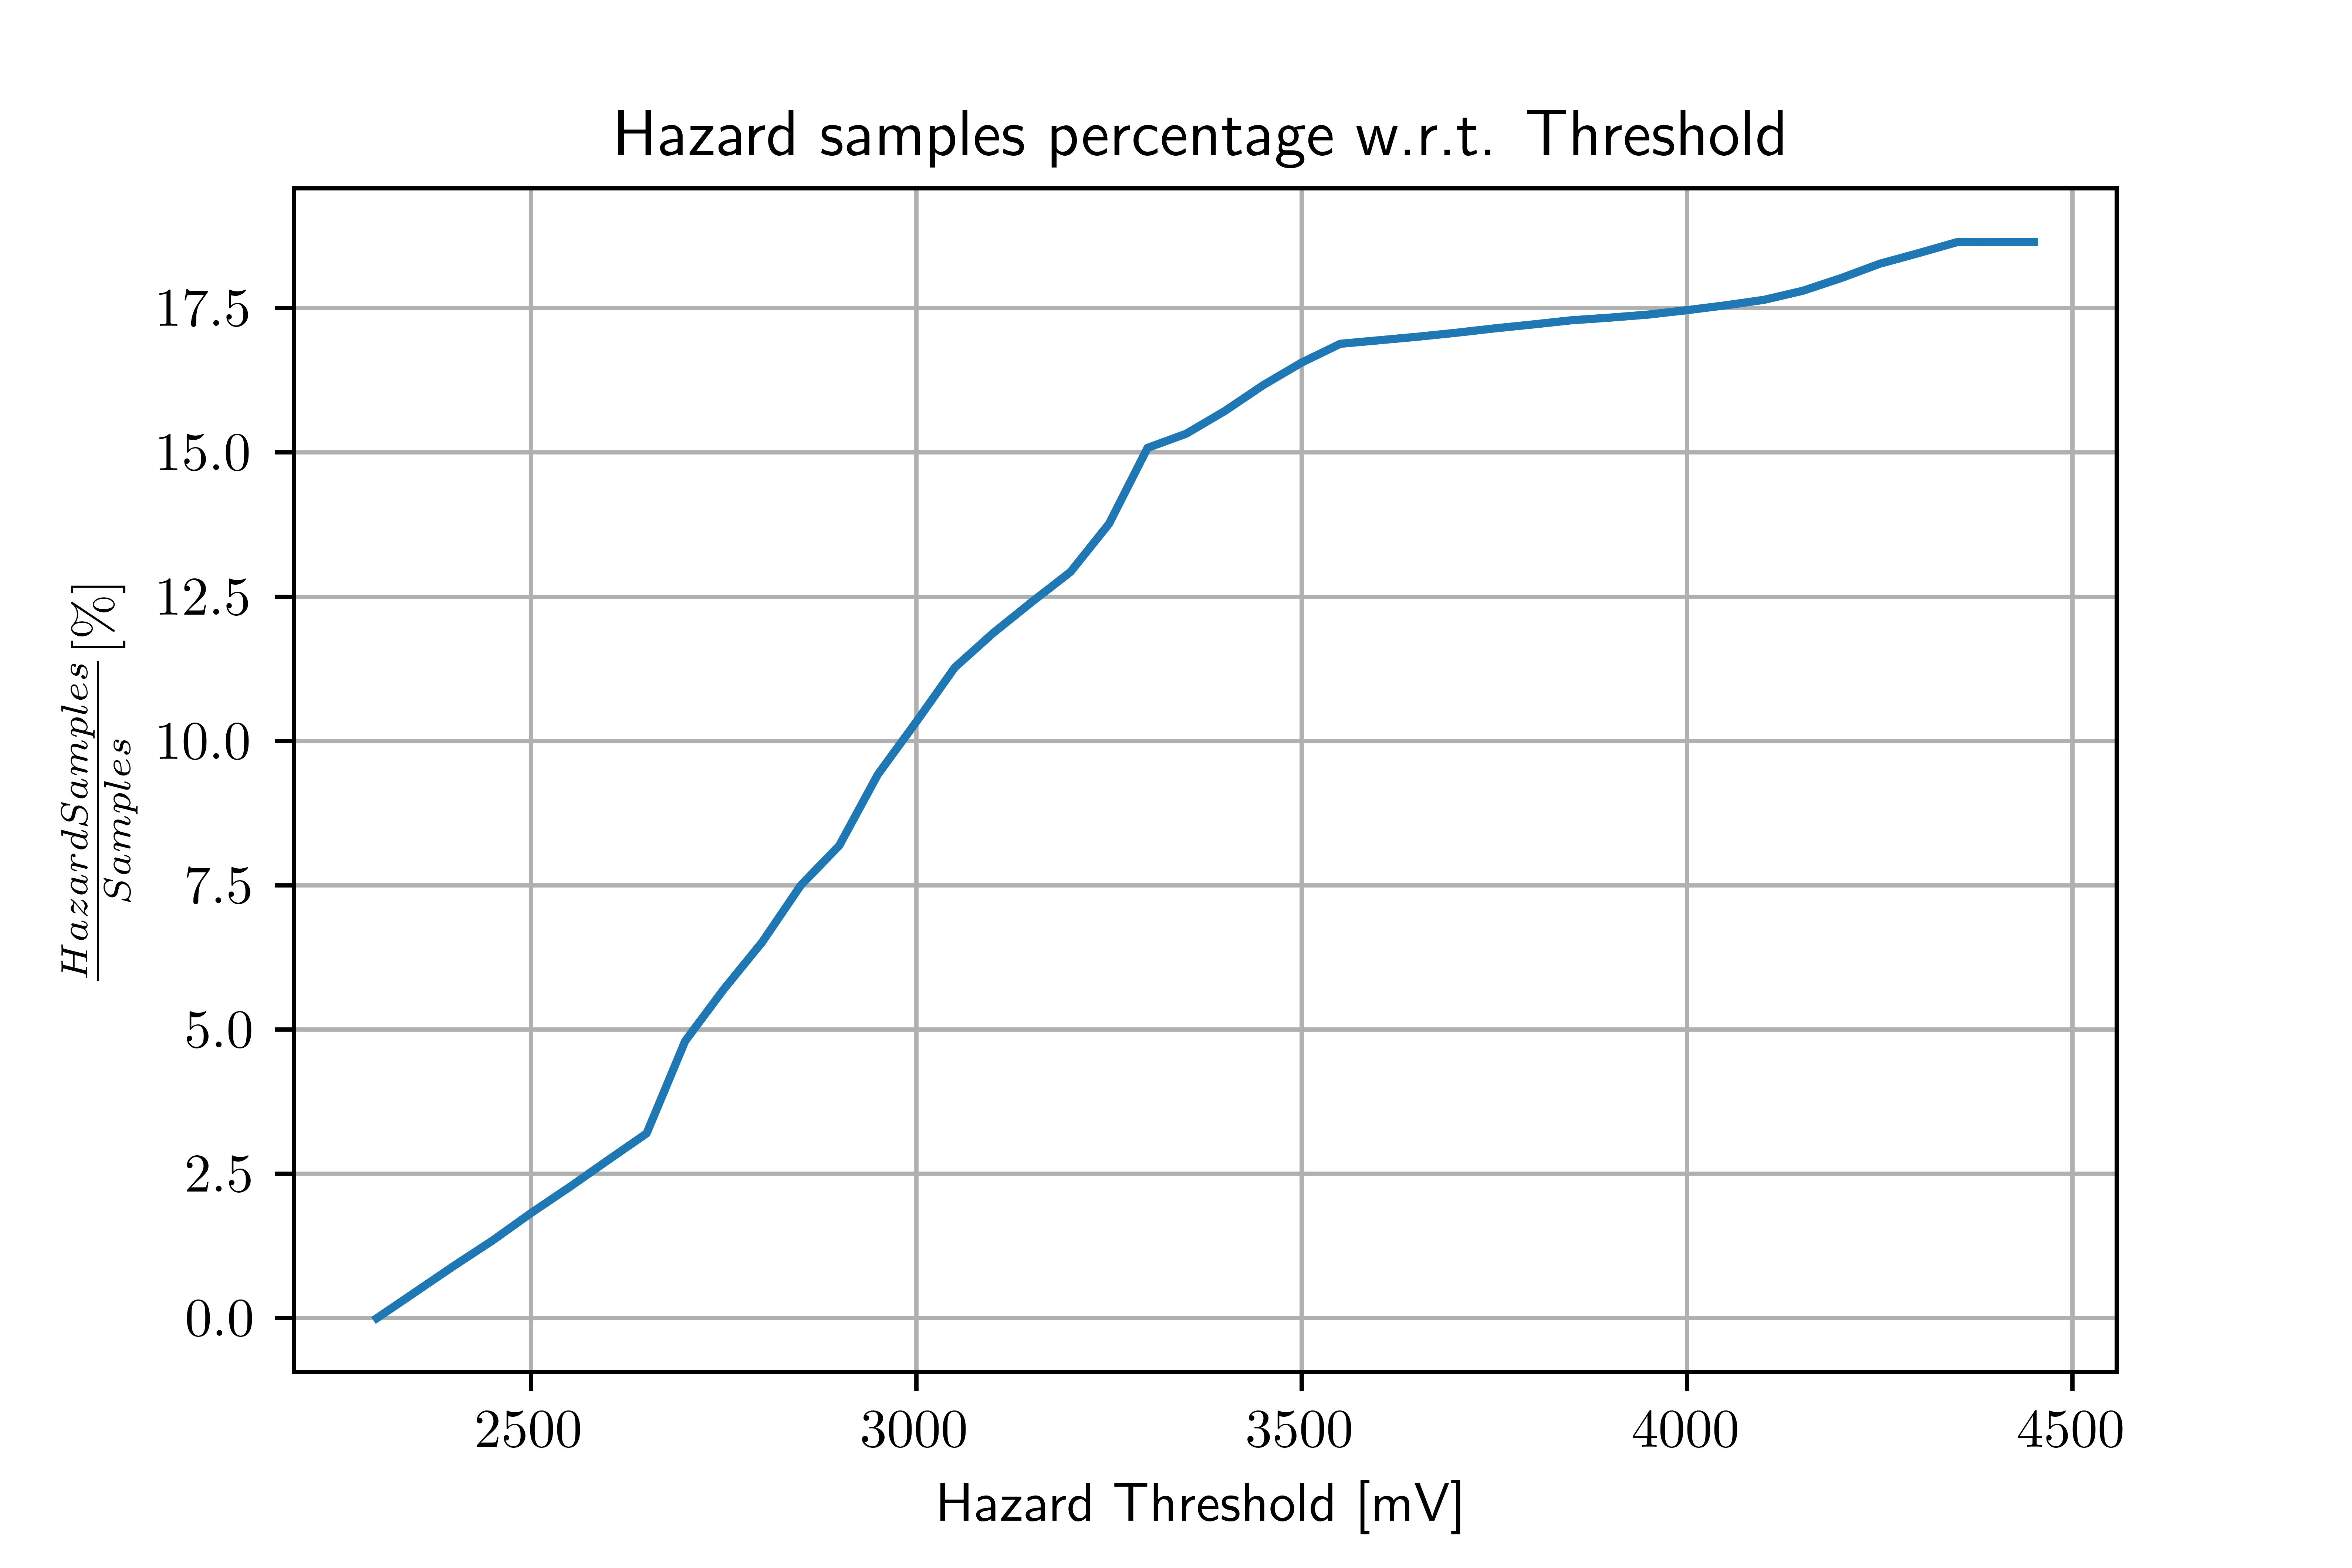 Hazard samples percentage w.r.t. Threshold
HazardSamples
Samples
[%]
17.5
15.0
12.5
10.0
7.5
5.0
2.5
0.0
2500 3000 3500 4000 4500
Hazard Threshold [mV]